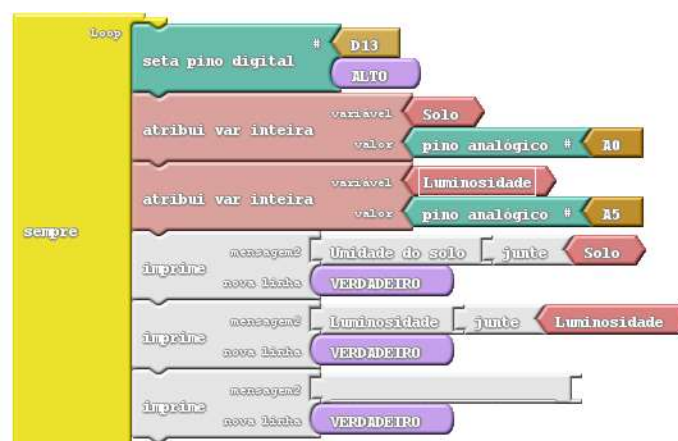 Loop
sempre
seta pino digital # D13
ALTO
atribui var inteira variável Solo
valor pino analógico # A0
atribui var inteira variável Luminosidade
valor pino analógico # A5
imprime mensagem2 Umidade do solo junte Solo
nova linha VERDADEIRO
imprime mensagem2 Luminosidade junte Luminosidade
nova linha VERDADEIRO
imprime mensagem2
nova linha VERDADEIRO